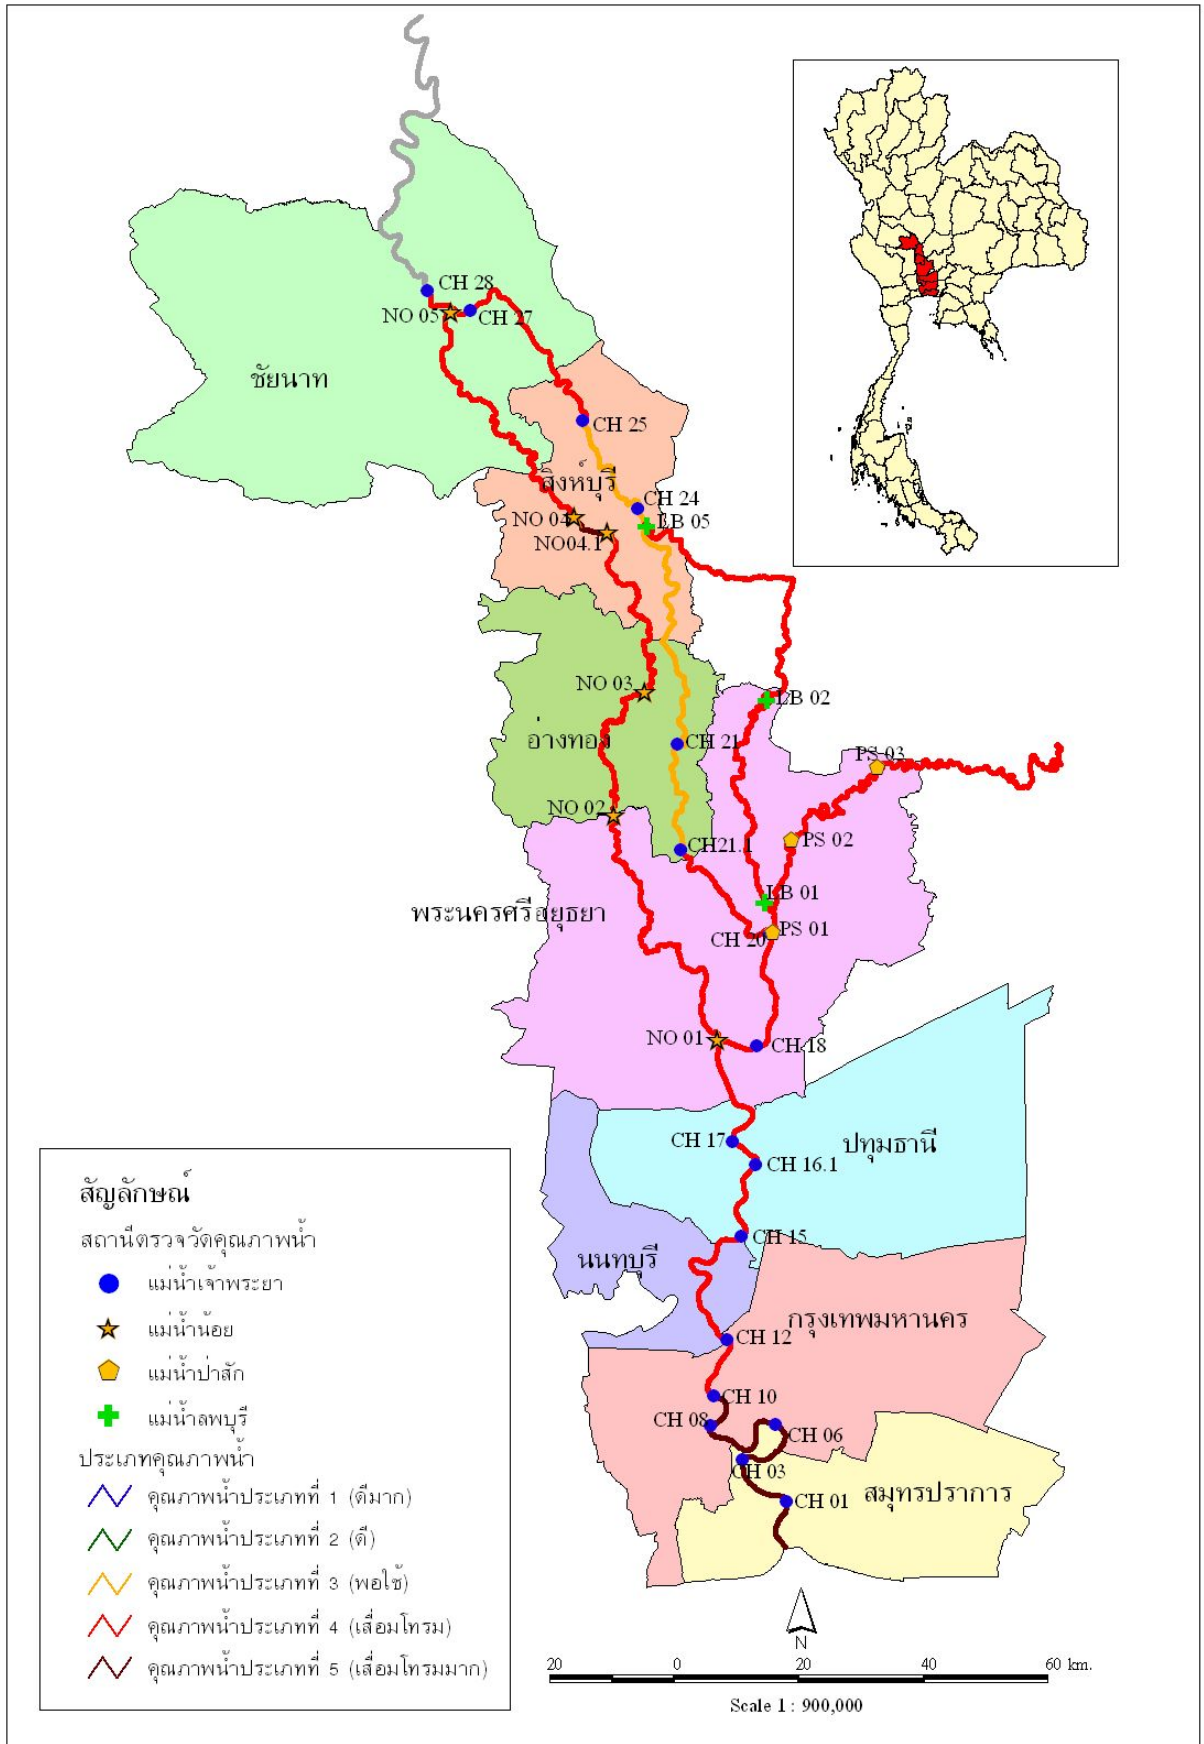 CH 28
NO 05
CH 27
ชัยนาท
CH 25
สิงห์บุรี
CH 24
NO 04
LB 05
NO04.1
NO 03
LB 02
อ่างทอง
CH 21
PS 03
NO 02
CH21.1
PS 02
LB 01
พระนครศรีอยุธยา
CH 20
PS 01
NO 01
CH 18
CH 17
ปทุมธานี
CH 16.1
CH 15
นนทบุรี
กรุงเทพมหานคร
CH 12
CH 10
CH 08
CH 06
CH 03
สมุทรปราการ
CH 01
สัญลักษณ์
สถานีตรวจวัดคุณภาพน้ำ
แม่น้ำเจ้าพระยา
แม่น้ำน้อย
แม่น้ำป่าสัก
แม่น้ำลพบุรี
ประเภทคุณภาพน้ำ
คุณภาพน้ำประเภทที่ 1 (ดีมาก)
คุณภาพน้ำประเภทที่ 2 (ดี)
คุณภาพน้ำประเภทที่ 3 (พอใช้)
คุณภาพน้ำประเภทที่ 4 (เสื่อมโทรม)
คุณภาพน้ำประเภทที่ 5 (เสื่อมโทรมมาก)
N
20 0 20 40 60 km.
Scale 1 : 900,000